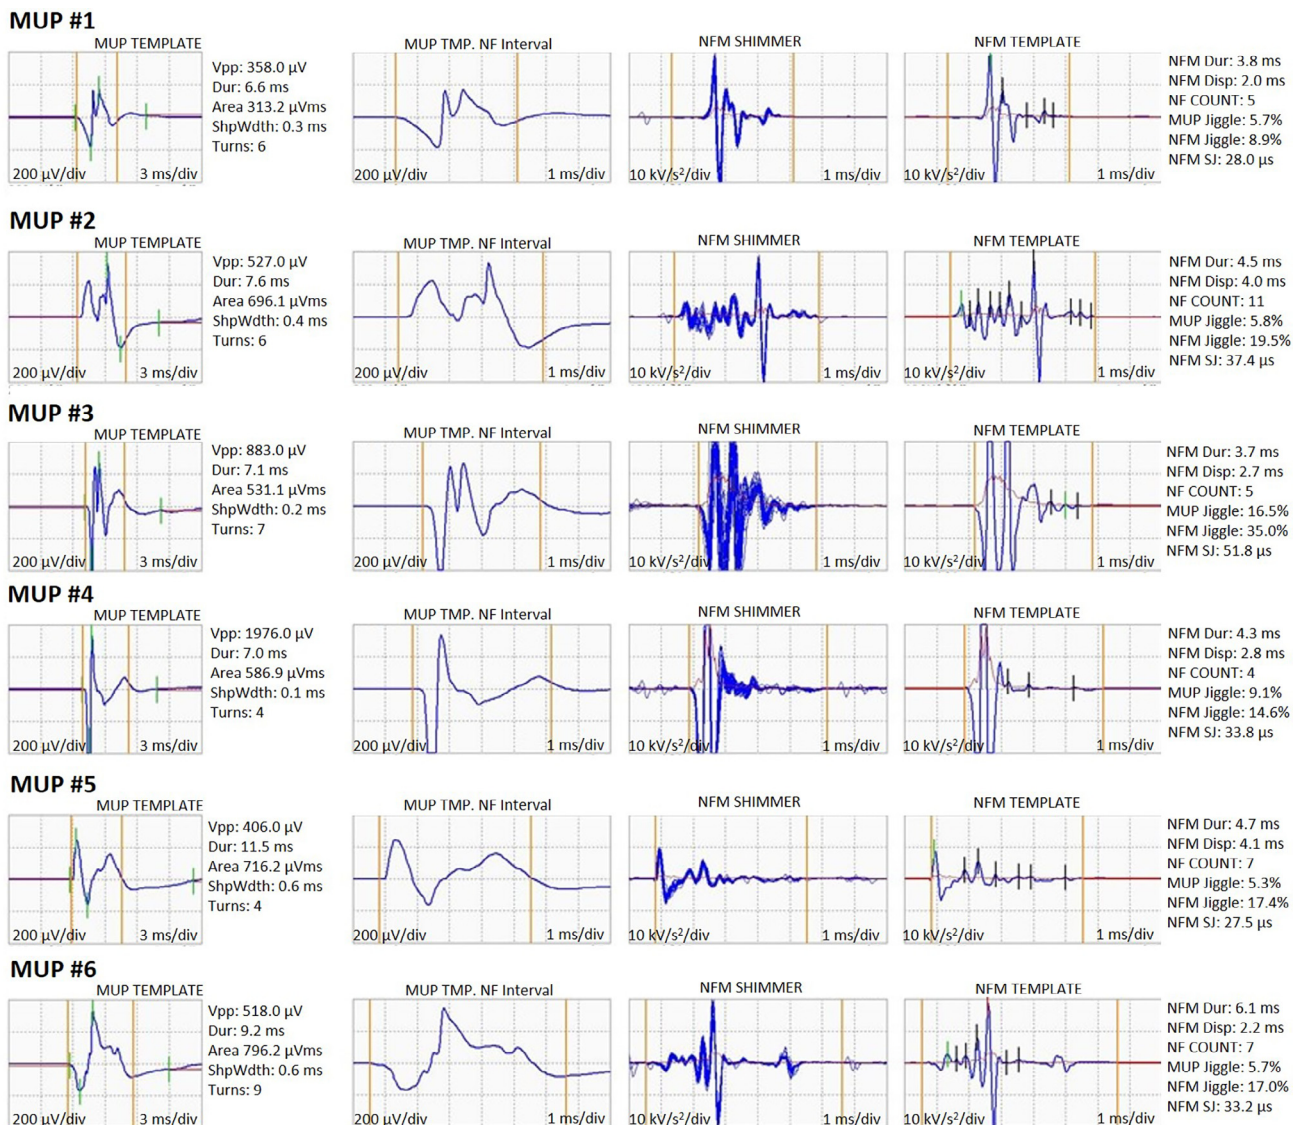 MUP #1
MUP TEMPLATE
Vpp: 358.0 µV
Dur: 6.6 ms
Area 313.2 µVms
ShpWdth: 0.3 ms
Turns: 6
200 µV/div 3 ms/div
MUP TMP. NF Interval
200 µV/div 1 ms/div
NFM SHIMMER
10 kV/s²/div 1 ms/div
NFM TEMPLATE
10 kV/s²/div 1 ms/div
NFM Dur: 3.8 ms
NFM Disp: 2.0 ms
NF COUNT: 5
MUP Jiggle: 5.7%
NFM Jiggle: 8.9%
NFM SJ: 28.0 µs
MUP #2
MUP TEMPLATE
Vpp: 527.0 µV
Dur: 7.6 ms
Area 696.1 µVms
ShpWdth: 0.4 ms
Turns: 6
200 µV/div 3 ms/div
MUP TMP. NF Interval
200 µV/div 1 ms/div
NFM SHIMMER
10 kV/s²/div 1 ms/div
NFM TEMPLATE
10 kV/s²/div 1 ms/div
NFM Dur: 4.5 ms
NFM Disp: 4.0 ms
NF COUNT: 11
MUP Jiggle: 5.8%
NFM Jiggle: 19.5%
NFM SJ: 37.4 µs
MUP #3
MUP TEMPLATE
Vpp: 883.0 µV
Dur: 7.1 ms
Area 531.1 µVms
ShpWdth: 0.2 ms
Turns: 7
200 µV/div 3 ms/div
MUP TMP. NF Interval
200 µV/div 1 ms/div
NFM SHIMMER
10 kV/s²/div 1 ms/div
NFM TEMPLATE
10 kV/s²/div 1 ms/div
NFM Dur: 3.7 ms
NFM Disp: 2.7 ms
NF COUNT: 5
MUP Jiggle: 16.5%
NFM Jiggle: 35.0%
NFM SJ: 51.8 µs
MUP #4
MUP TEMPLATE
Vpp: 1976.0 µV
Dur: 7.0 ms
Area 586.9 µVms
ShpWdth: 0.1 ms
Turns: 4
200 µV/div 3 ms/div
MUP TMP. NF Interval
200 µV/div 1 ms/div
NFM SHIMMER
10 kV/s²/div 1 ms/div
NFM TEMPLATE
10 kV/s²/div 1 ms/div
NFM Dur: 4.3 ms
NFM Disp: 2.8 ms
NF COUNT: 4
MUP Jiggle: 9.1%
NFM Jiggle: 14.6%
NFM SJ: 33.8 µs
MUP #5
MUP TEMPLATE
Vpp: 406.0 µV
Dur: 11.5 ms
Area 716.2 µVms
ShpWdth: 0.6 ms
Turns: 4
200 µV/div 3 ms/div
MUP TMP. NF Interval
200 µV/div 1 ms/div
NFM SHIMMER
10 kV/s²/div 1 ms/div
NFM TEMPLATE
10 kV/s²/div 1 ms/div
NFM Dur: 4.7 ms
NFM Disp: 4.1 ms
NF COUNT: 7
MUP Jiggle: 5.3%
NFM Jiggle: 17.4%
NFM SJ: 27.5 µs
MUP #6
MUP TEMPLATE
Vpp: 518.0 µV
Dur: 9.2 ms
Area 796.2 µVms
ShpWdth: 0.6 ms
Turns: 9
200 µV/div 3 ms/div
MUP TMP. NF Interval
200 µV/div 1 ms/div
NFM SHIMMER
10 kV/s²/div 1 ms/div
NFM TEMPLATE
10 kV/s²/div 1 ms/div
NFM Dur: 6.1 ms
NFM Disp: 2.2 ms
NF COUNT: 7
MUP Jiggle: 5.7%
NFM Jiggle: 17.0%
NFM SJ: 33.2 µs